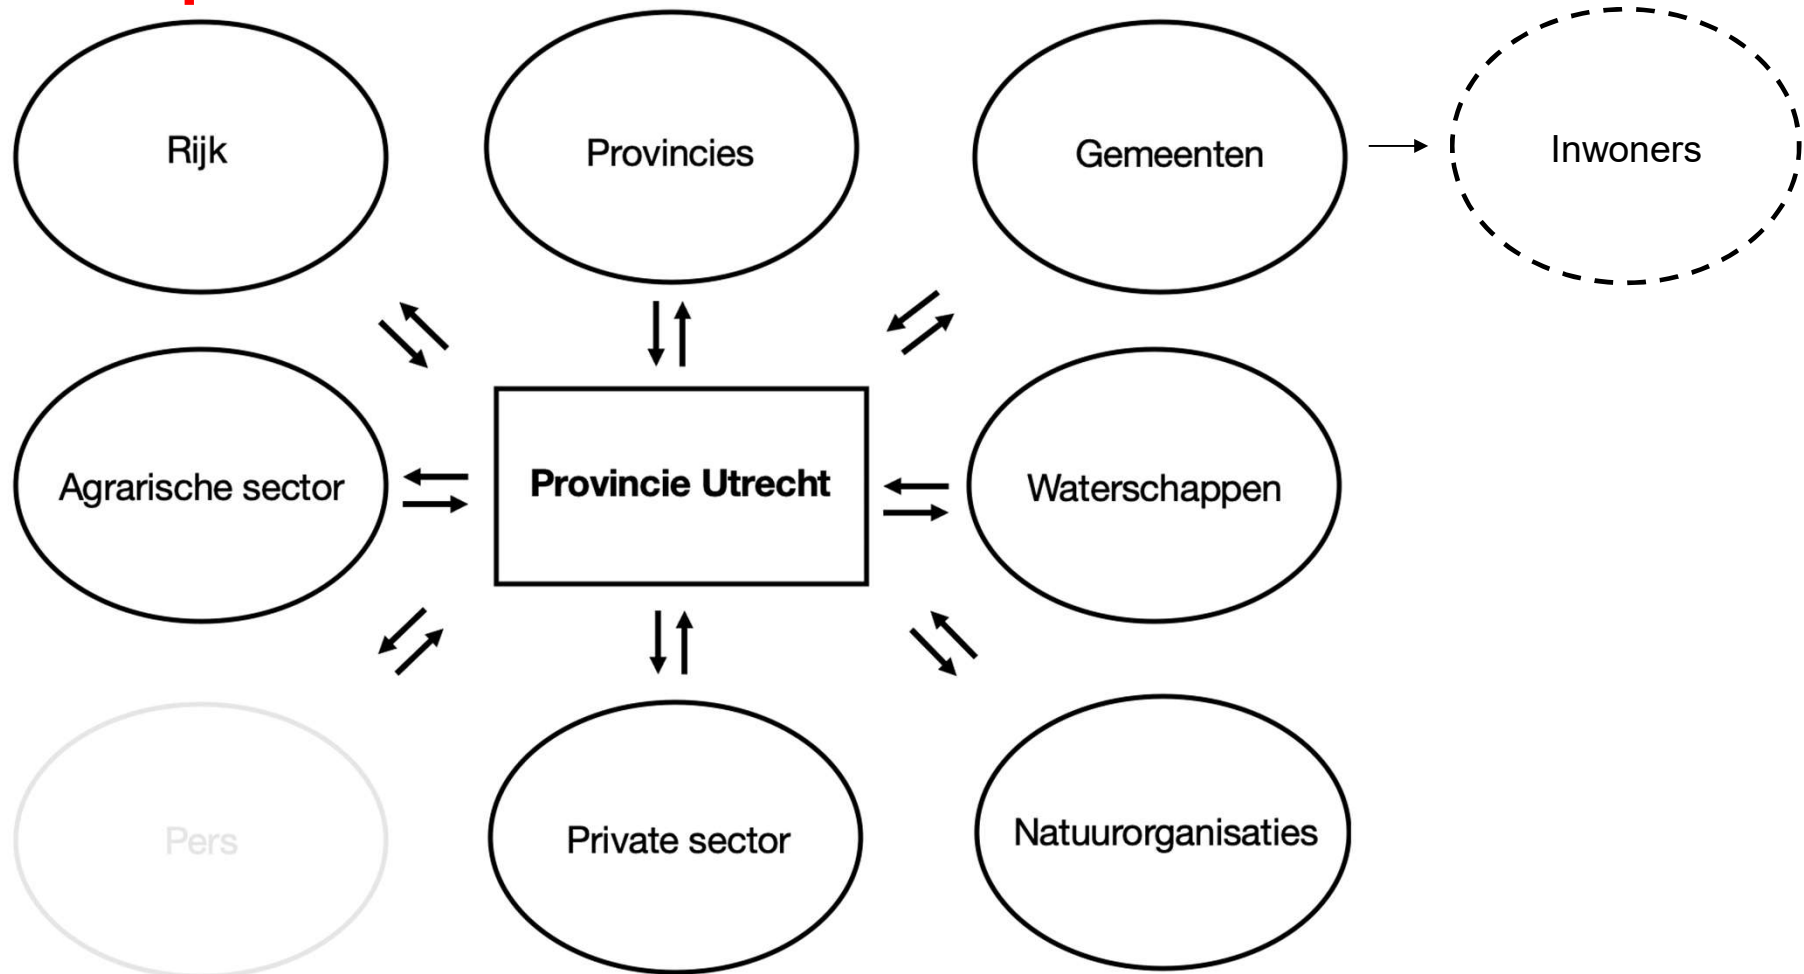 Rijk
Provincies
Gemeenten
Inwoners
Agrarische sector
Provincie Utrecht
Waterschappen
Pers
Private sector
Natuurorganisaties